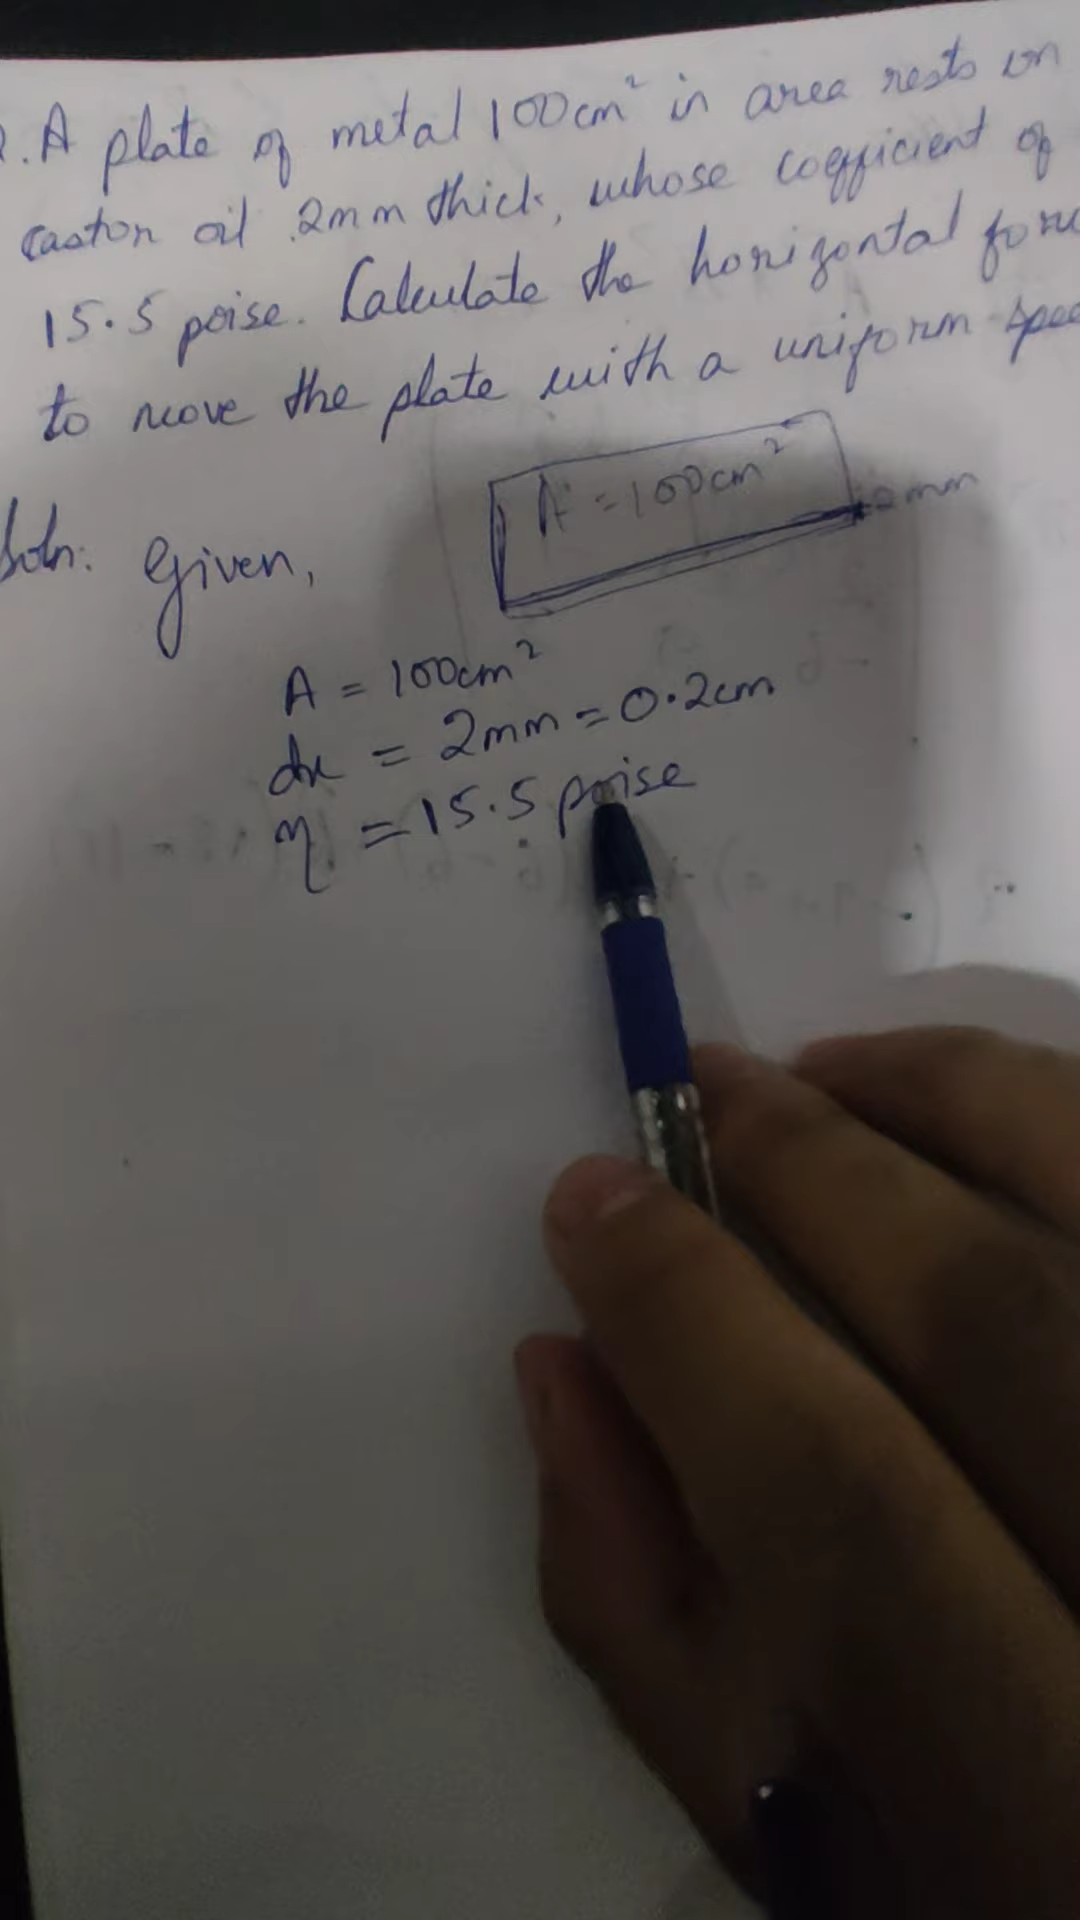 . A plate of metal 100cm² in area rests on
castor oil 2mm thick, whose coefficient of
15.5 poise. Calculate the horizontal
to move the plate with a uniform
A = 100cm²
2mm
Soln: Given,
A = 100cm²
dx = 2mm = 0.2cm
η = 15.5 poise